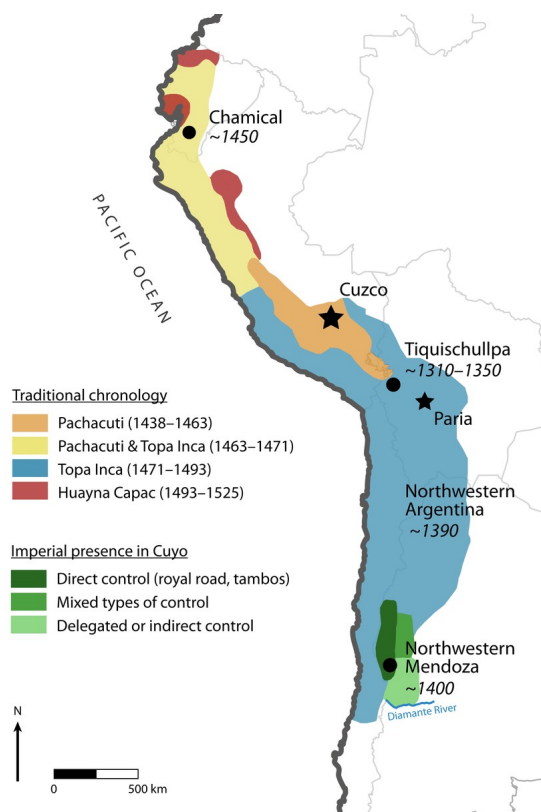 Chamical
~1450
PACIFIC OCEAN
Cuzco
Tiquischullpa
~1310–1350
Paria
Traditional chronology
Pachacuti (1438–1463)
Pachacuti & Topa Inca (1463–1471)
Topa Inca (1471–1493)
Huayna Capac (1493–1525)
Northwestern
Argentina
~1390
Imperial presence in Cuyo
Direct control (royal road, tambos)
Mixed types of control
Delegated or indirect control
Northwestern
Mendoza
~1400
Diamante River
N
0 500 km